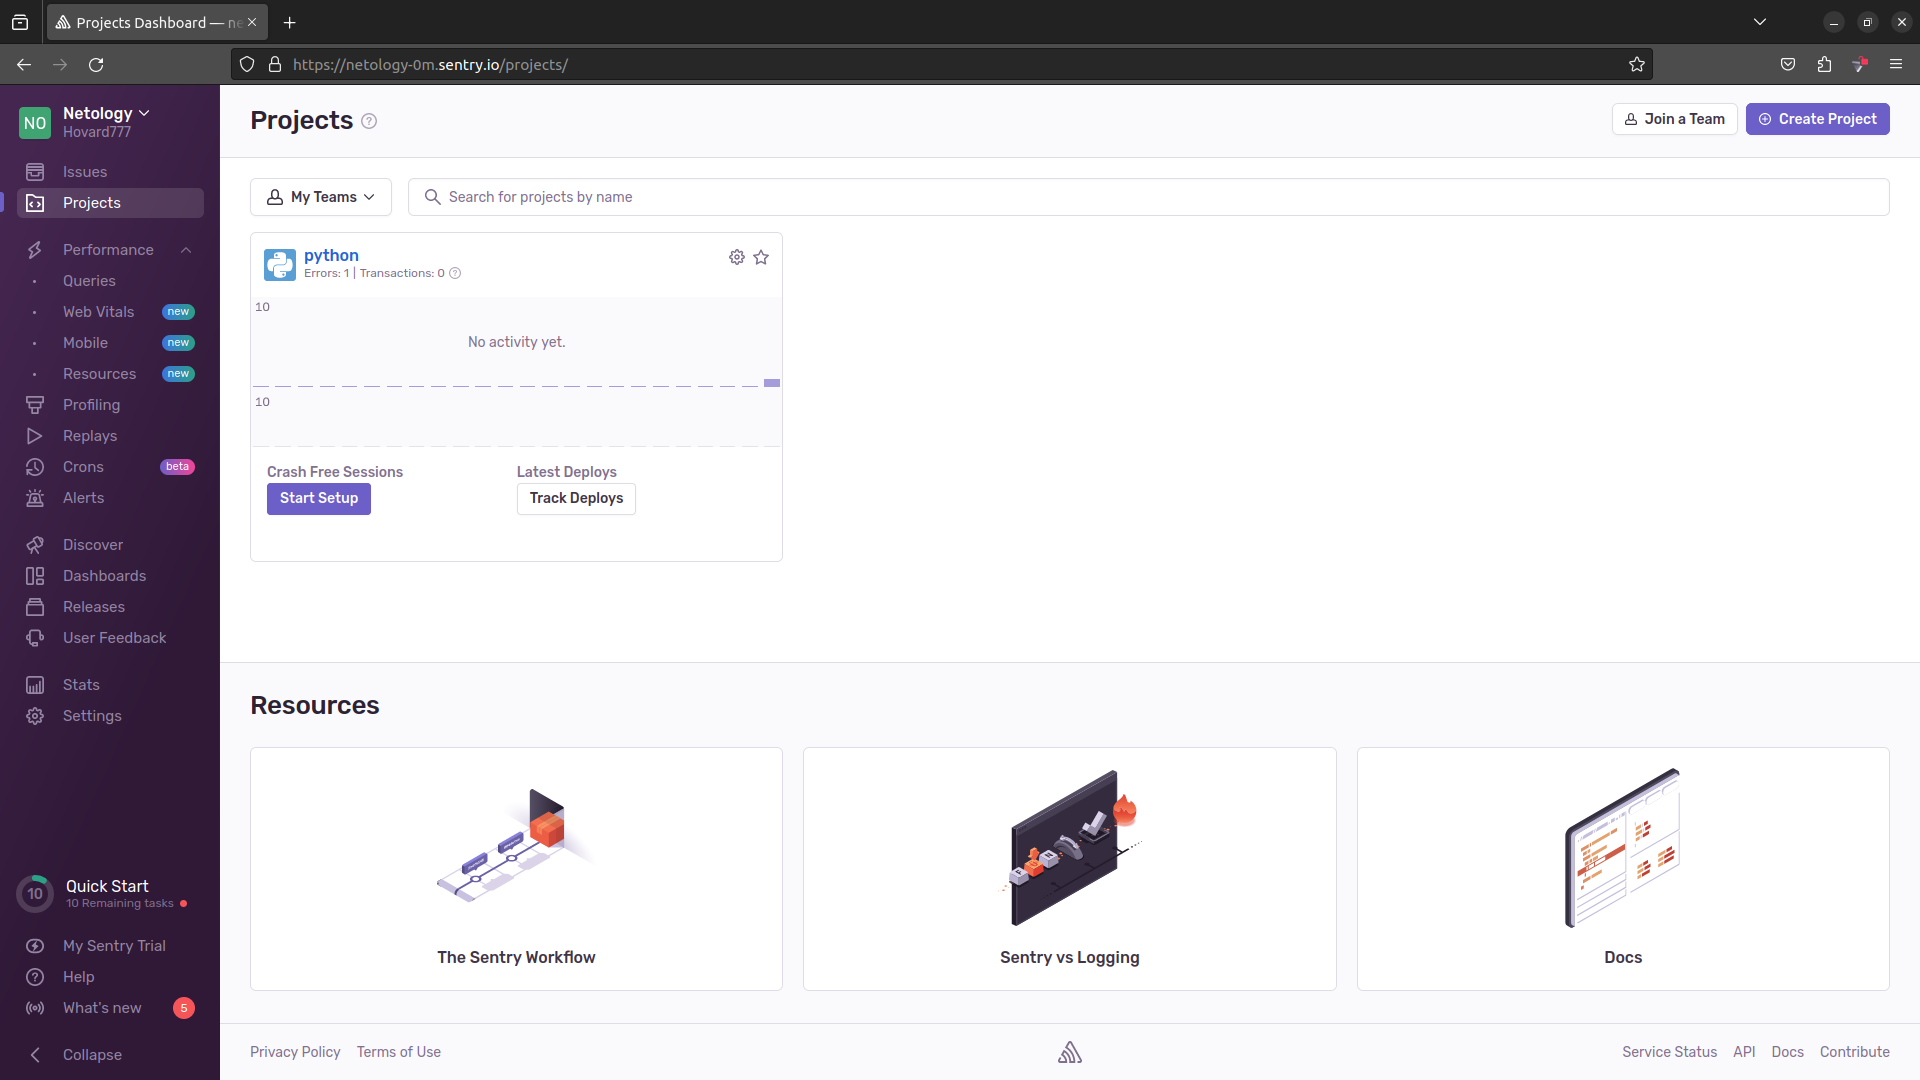 Projects Dashboard — ne
https://netology-0m.sentry.io/projects/
NO
Netology
Hovard777
Issues
Projects
Performance
Queries
Web Vitals new
Mobile new
Resources new
Profiling
Replays
Crons beta
Alerts
Discover
Dashboards
Releases
User Feedback
Stats
Settings
10
Quick Start
10 Remaining tasks
My Sentry Trial
Help
What's new 5
Collapse
Projects
Join a Team
Create Project
My Teams
Search for projects by name
python
Errors: 1 | Transactions: 0
10
No activity yet.
10
Crash Free Sessions
Start Setup
Latest Deploys
Track Deploys
Resources
The Sentry Workflow
Sentry vs Logging
Docs
Privacy Policy
Terms of Use
Service Status
API
Docs
Contribute